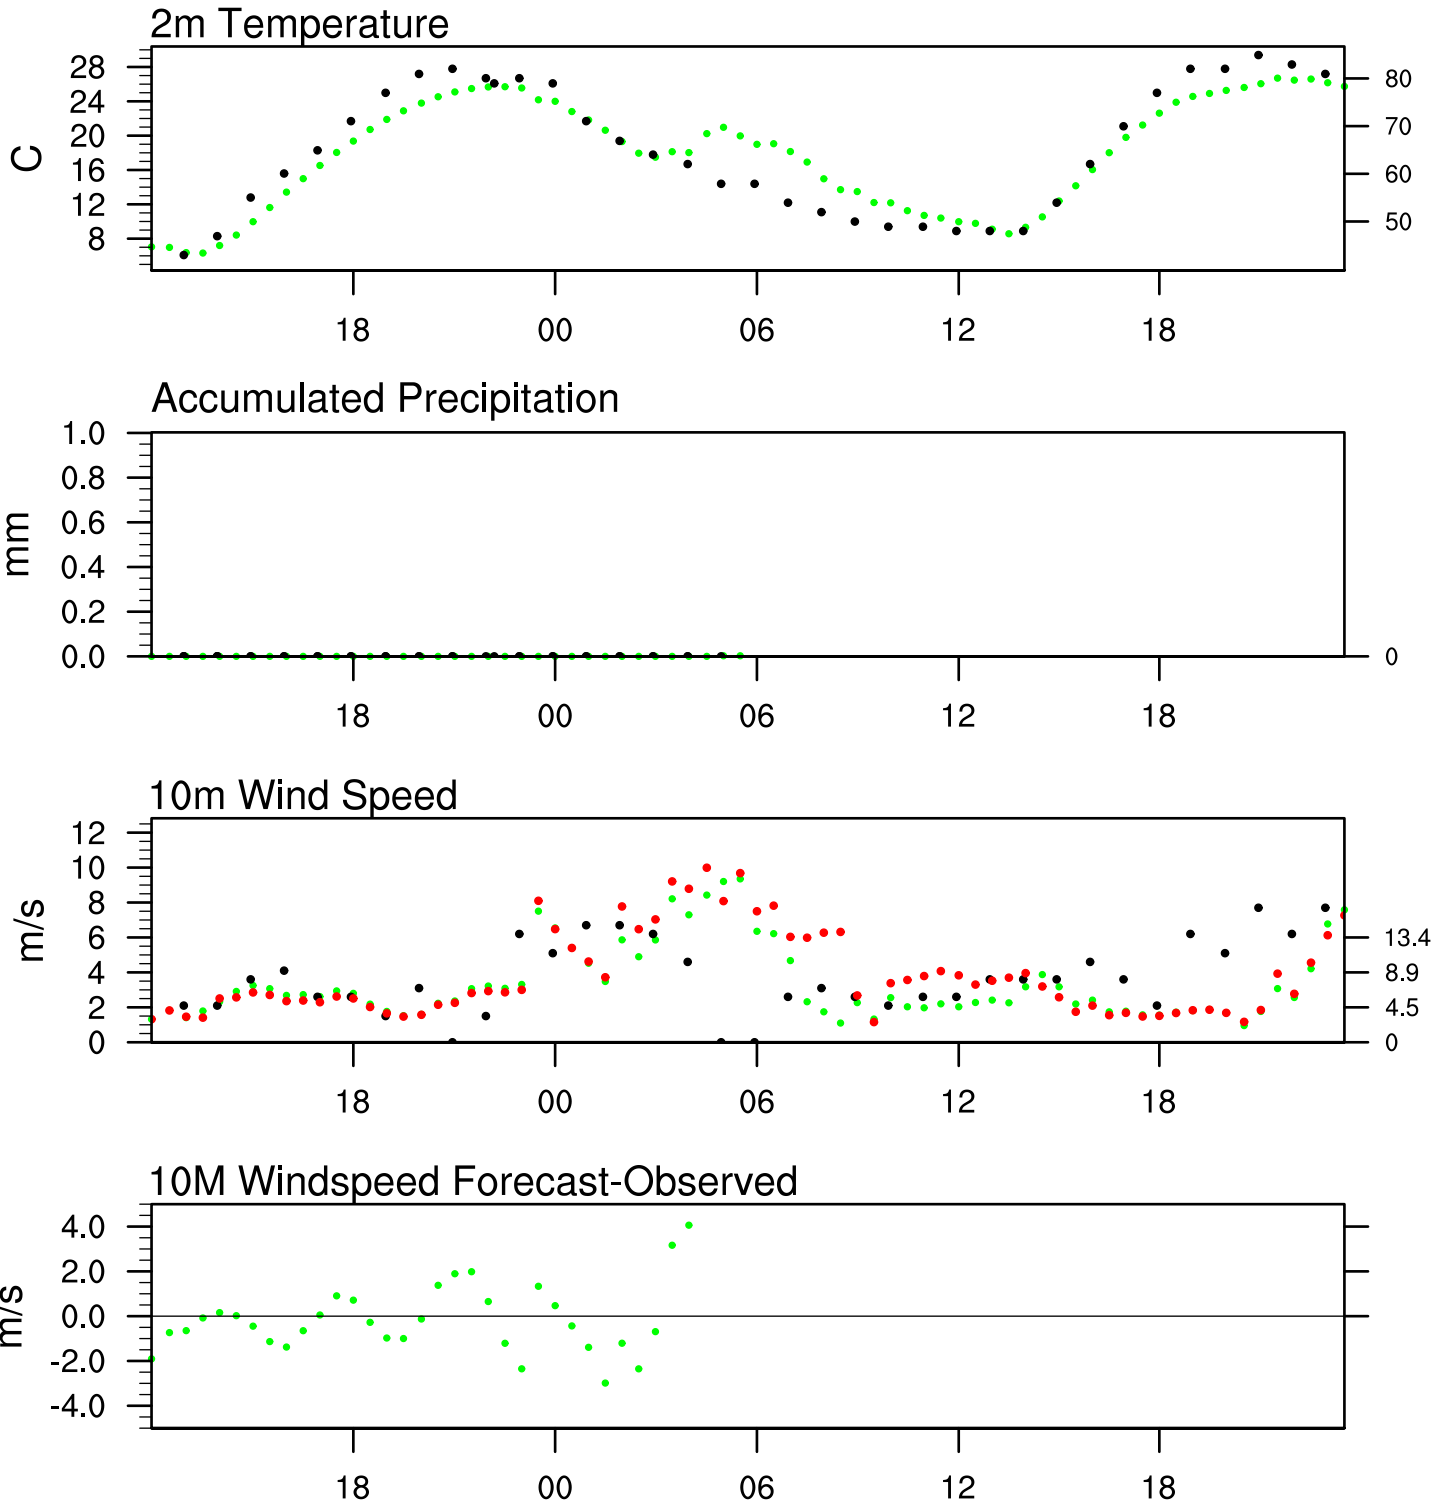 2m Temperature
28
24
20
16
12
8
C
80
70
60
50
18 00 06 12 18
Accumulated Precipitation
1.0
0.8
0.6
0.4
0.2
0.0
mm
0
18 00 06 12 18
10m Wind Speed
12
10
8
6
4
2
0
m/s
13.4
8.9
4.5
0
18 00 06 12 18
10M Windspeed Forecast-Observed
4.0
2.0
0.0
-2.0
-4.0
m/s
18 00 06 12 18